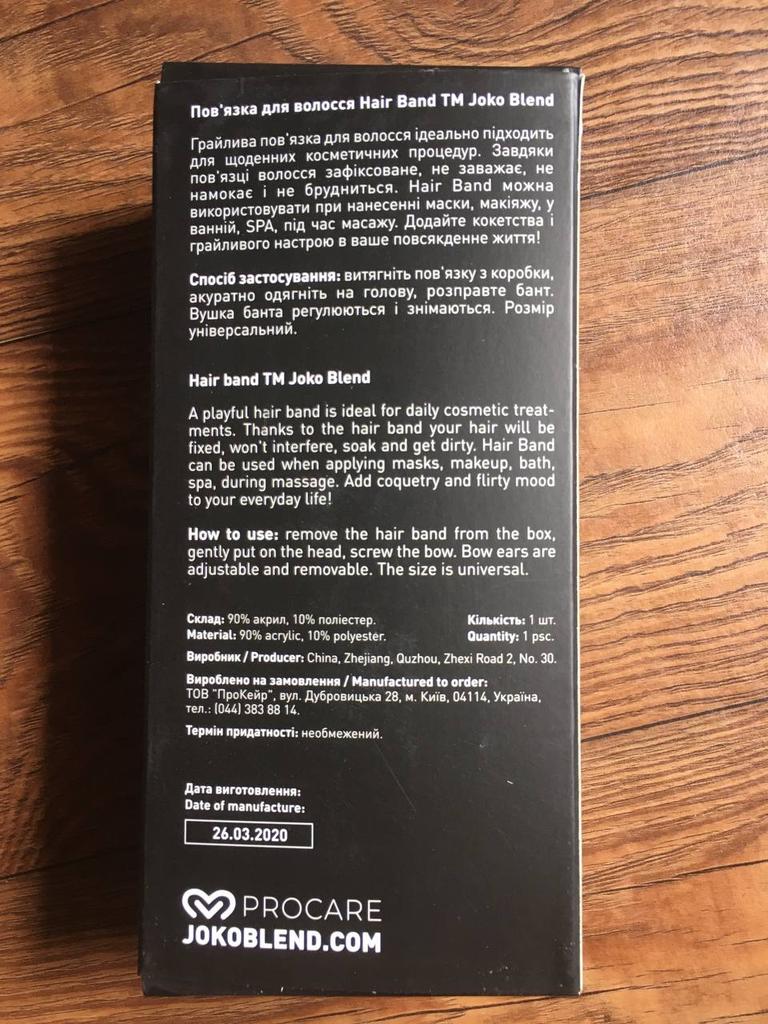 Пов'язка для волосся Hair Band TM Joko Blend
Грайлива пов'язка для волосся ідеально підходить
для щоденних косметичних процедур. Завдяки
пов'язці волосся зафіксоване, не заважає, не
намокає і не брудниться. Hair Band можна
використовувати при нанесенні маски, макіяжу, у
ванній, SPA, під час масажу. Додайте кокетства і
грайливого настрою в ваше повсякденне життя!
Спосіб застосування: витягніть пов'язку з коробки,
акуратно одягніть на голову, розправте бант.
Вушка банта регулюються і знімаються. Розмір
універсальний.
Hair band TM Joko Blend
A playful hair band is ideal for daily cosmetic treat-
ments. Thanks to the hair band your hair will be
fixed, won't interfere, soak and get dirty. Hair Band
can be used when applying masks, makeup, bath,
spa, during massage. Add coquetry and flirty mood
to your everyday life!
How to use: remove the hair band from the box,
gently put on the head, screw the bow. Bow ears are
adjustable and removable. The size is universal.
Склад: 90% акрил, 10% поліестер. Кількість: 1 шт.
Material: 90% acrylic, 10% polyester. Quantity: 1 psc.
Виробник / Producer: China, Zhejiang, Quzhou, Zhexi Road 2, No. 30.
Вироблено на замовлення / Manufactured to order:
ТОВ "ПроКейр", вул. Дубровицька 28, м. Київ, 04114, Україна,
тел.: (044) 383 88 14.
Термін придатності: необмежений.
Дата виготовлення:
Date of manufacture:
26.03.2020
PROCARE
JOKOBLEND.COM